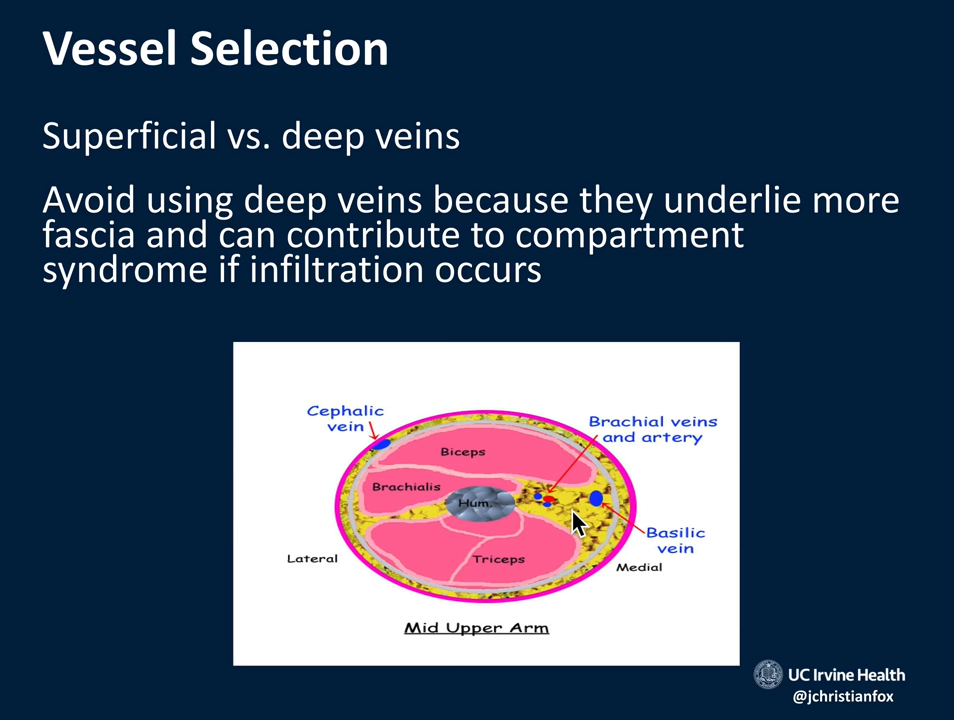 Vessel Selection
Superficial vs. deep veins
Avoid using deep veins because they underlie more
fascia and can contribute to compartment
syndrome if infiltration occurs
Cephalic
vein
Brachial veins
and artery
Biceps
Brachialis
Hum.
Basilic
vein
Lateral
Triceps
Medial
Mid Upper Arm
UC Irvine Health
@jchristianfox